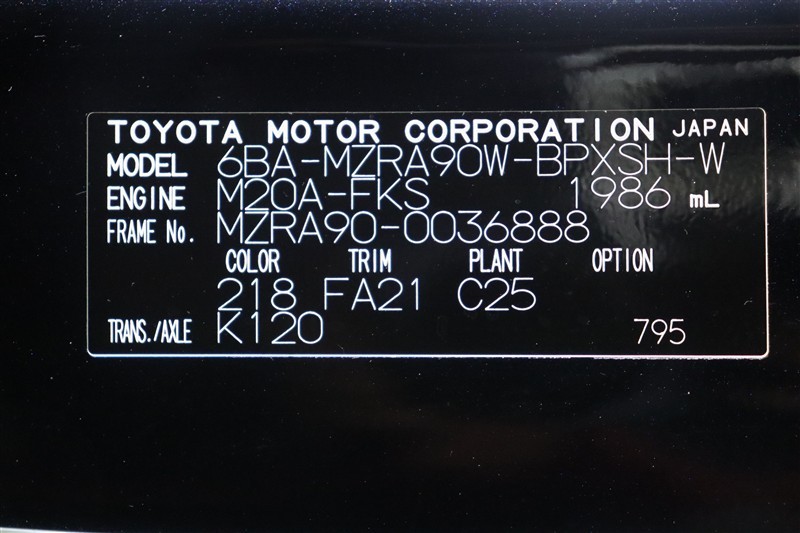 TOYOTA MOTOR CORPORATION JAPAN
MODEL 6BA-MZRA90W-BPXSH-W
ENGINE M20A-FKS 1986 mL
FRAME No. MZRA90-0036888
COLOR TRIM PLANT OPTION
218 FA21 C25
TRANS./AXLE K120 795